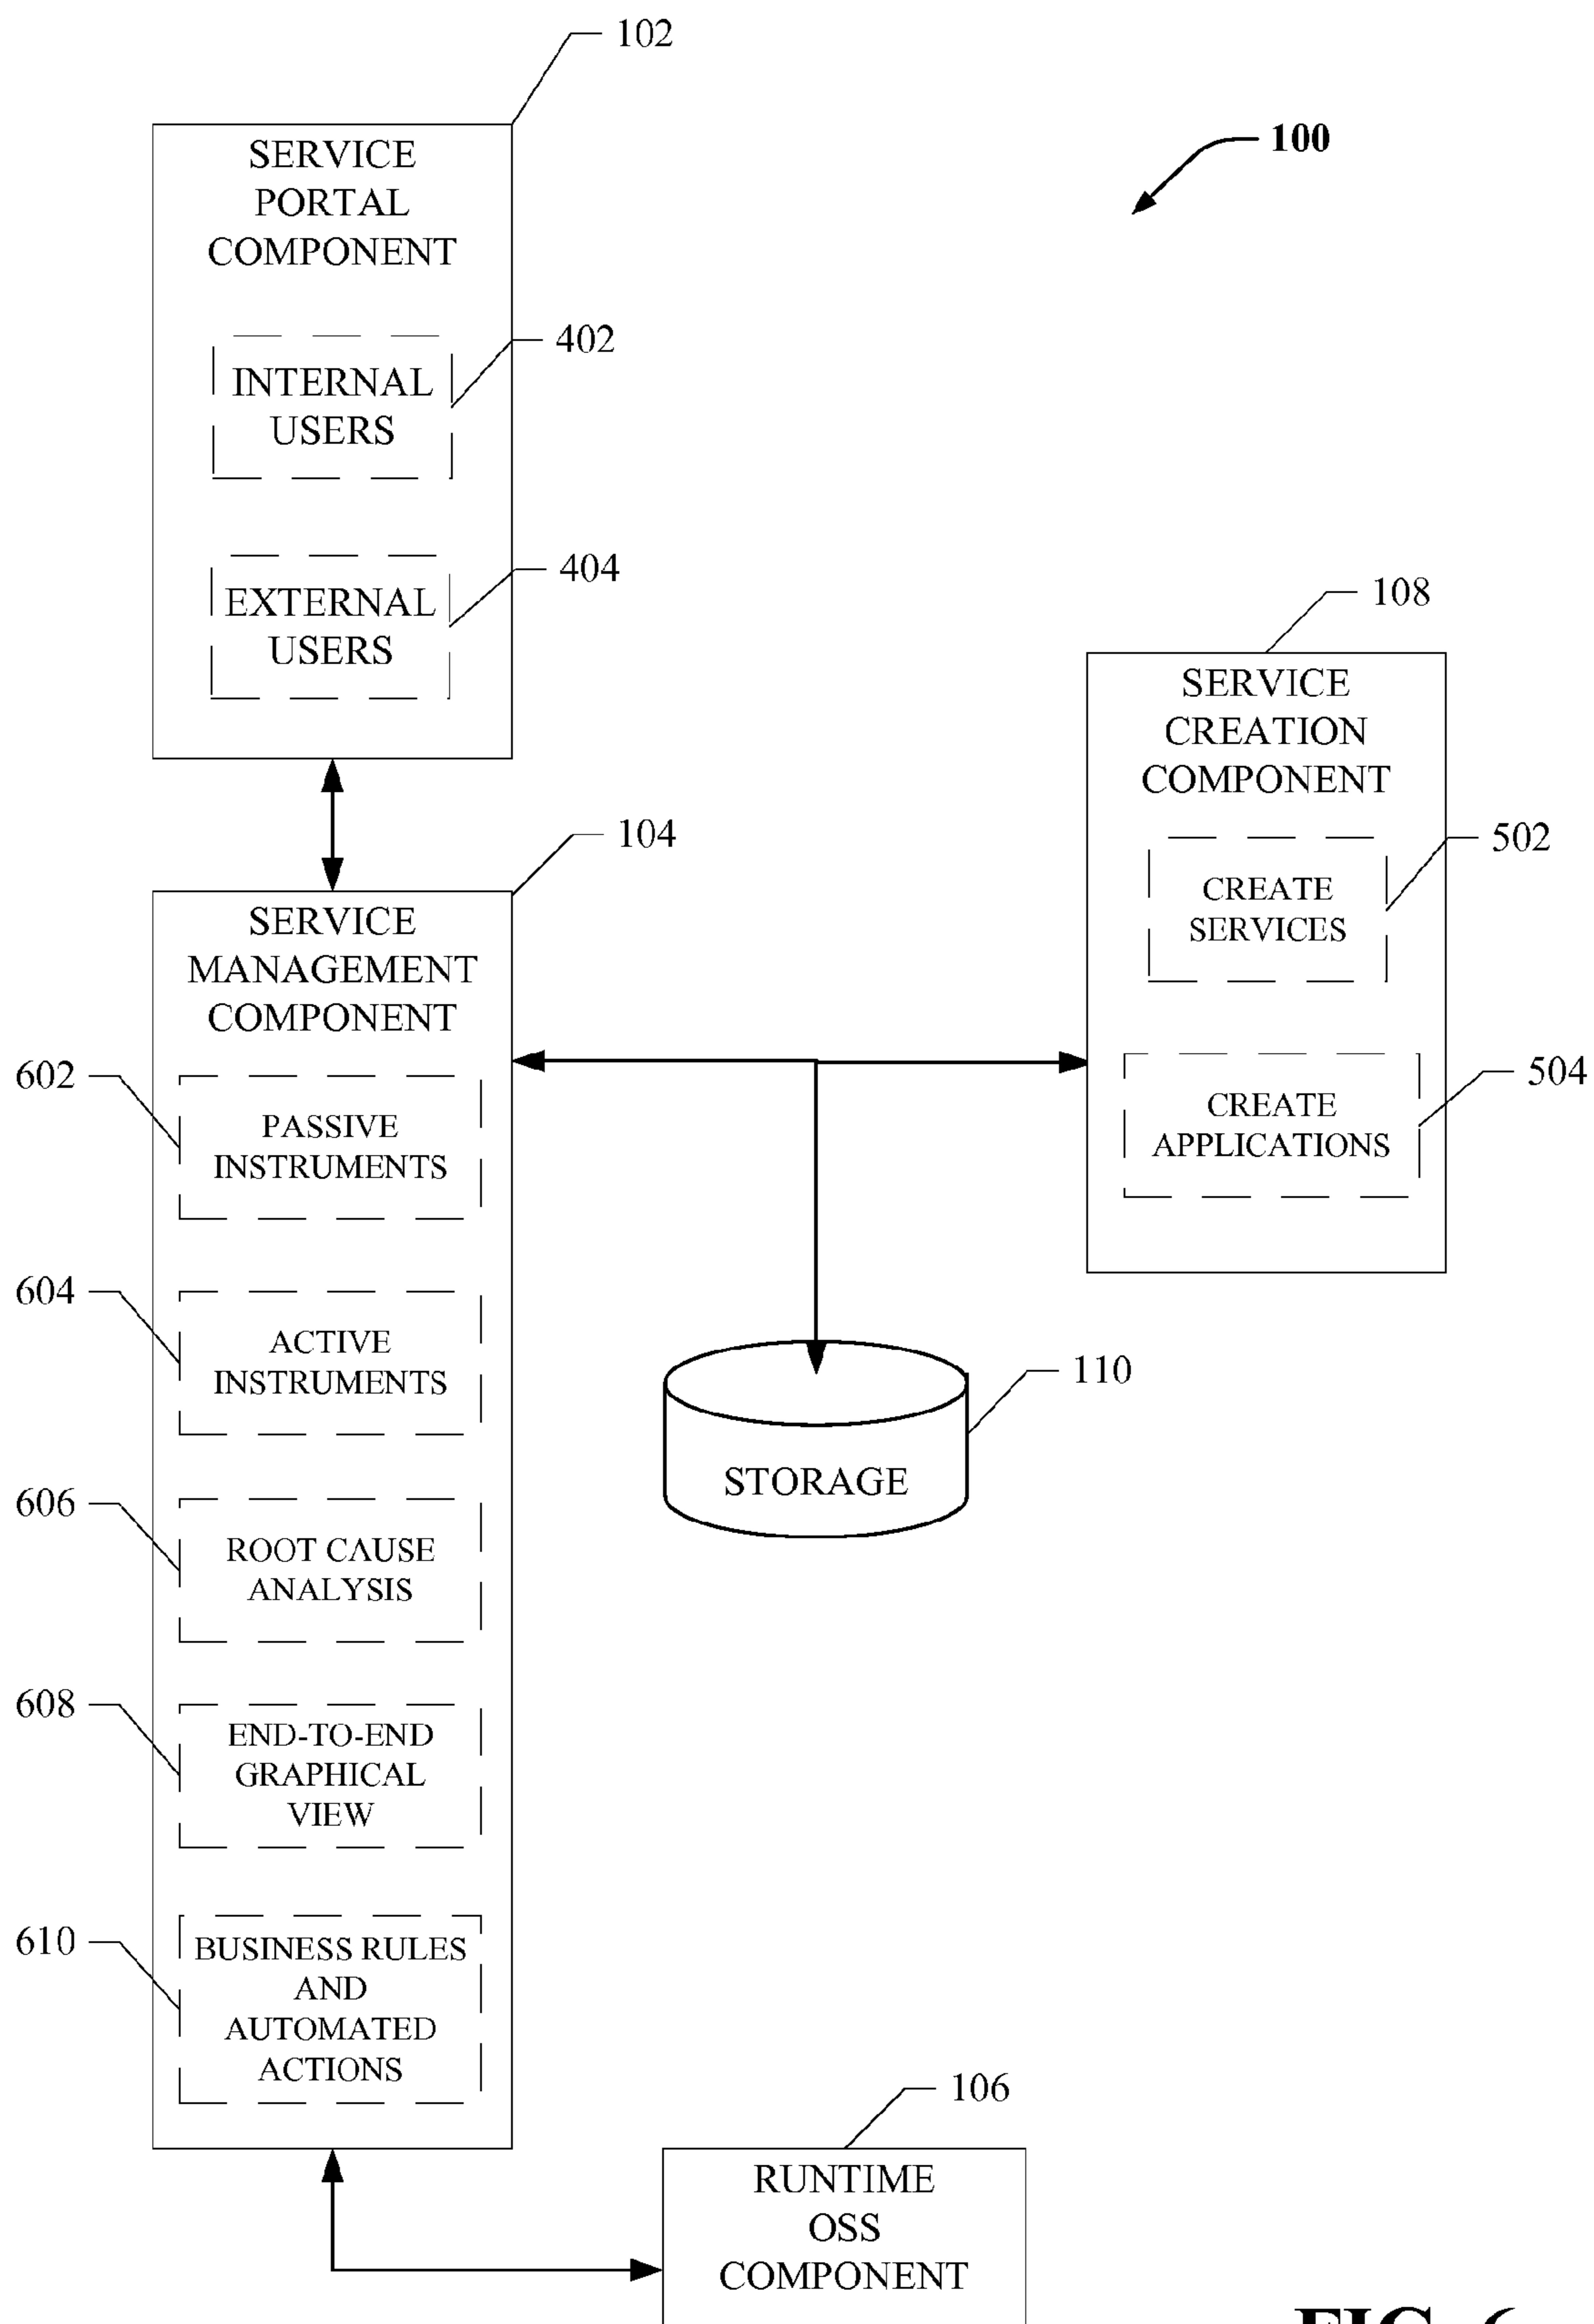 102
100
SERVICE
PORTAL
COMPONENT
402
INTERNAL
USERS
404
EXTERNAL
USERS
108
SERVICE
CREATION
COMPONENT
502
CREATE
SERVICES
504
CREATE
APPLICATIONS
104
SERVICE
MANAGEMENT
COMPONENT
602
PASSIVE
INSTRUMENTS
604
ACTIVE
INSTRUMENTS
110
STORAGE
606
ROOT CAUSE
ANALYSIS
608
END-TO-END
GRAPHICAL
VIEW
610
BUSINESS RULES
AND
AUTOMATED
ACTIONS
106
RUNTIME
OSS
COMPONENT
FIG. 6